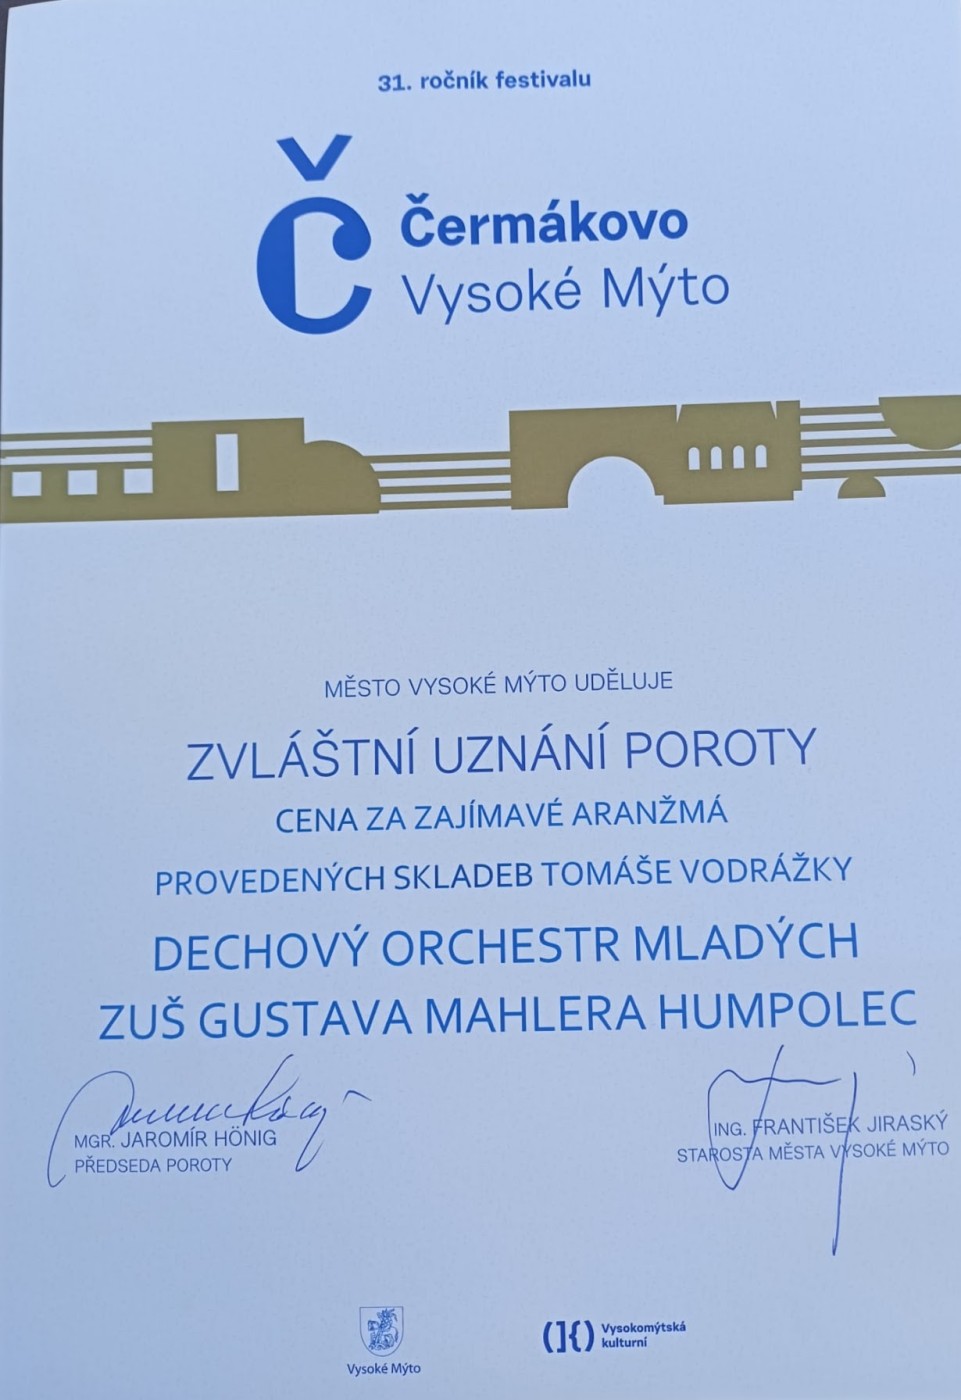 31. ročník festivalu
Č
Čermákovo
Vysoké Mýto
MĚSTO VYSOKÉ MÝTO UDĚLUJE
ZVLÁŠTNÍ UZNÁNÍ POROTY
CENA ZA ZAJÍMAVÉ ARANŽMÁ
PROVEDENÝCH SKLADEB TOMÁŠE VODRÁŽKY
DECHOVÝ ORCHESTR MLADÝCH
ZUŠ GUSTAVA MAHLERA HUMPOLEC
MGR. JAROMÍR HÖNIG
PŘEDSEDA POROTY
ING. FRANTIŠEK JIRASKÝ
STAROSTA MĚSTA VYSOKÉ MÝTO
Vysoké Mýto
Vysokomýtská
kulturní